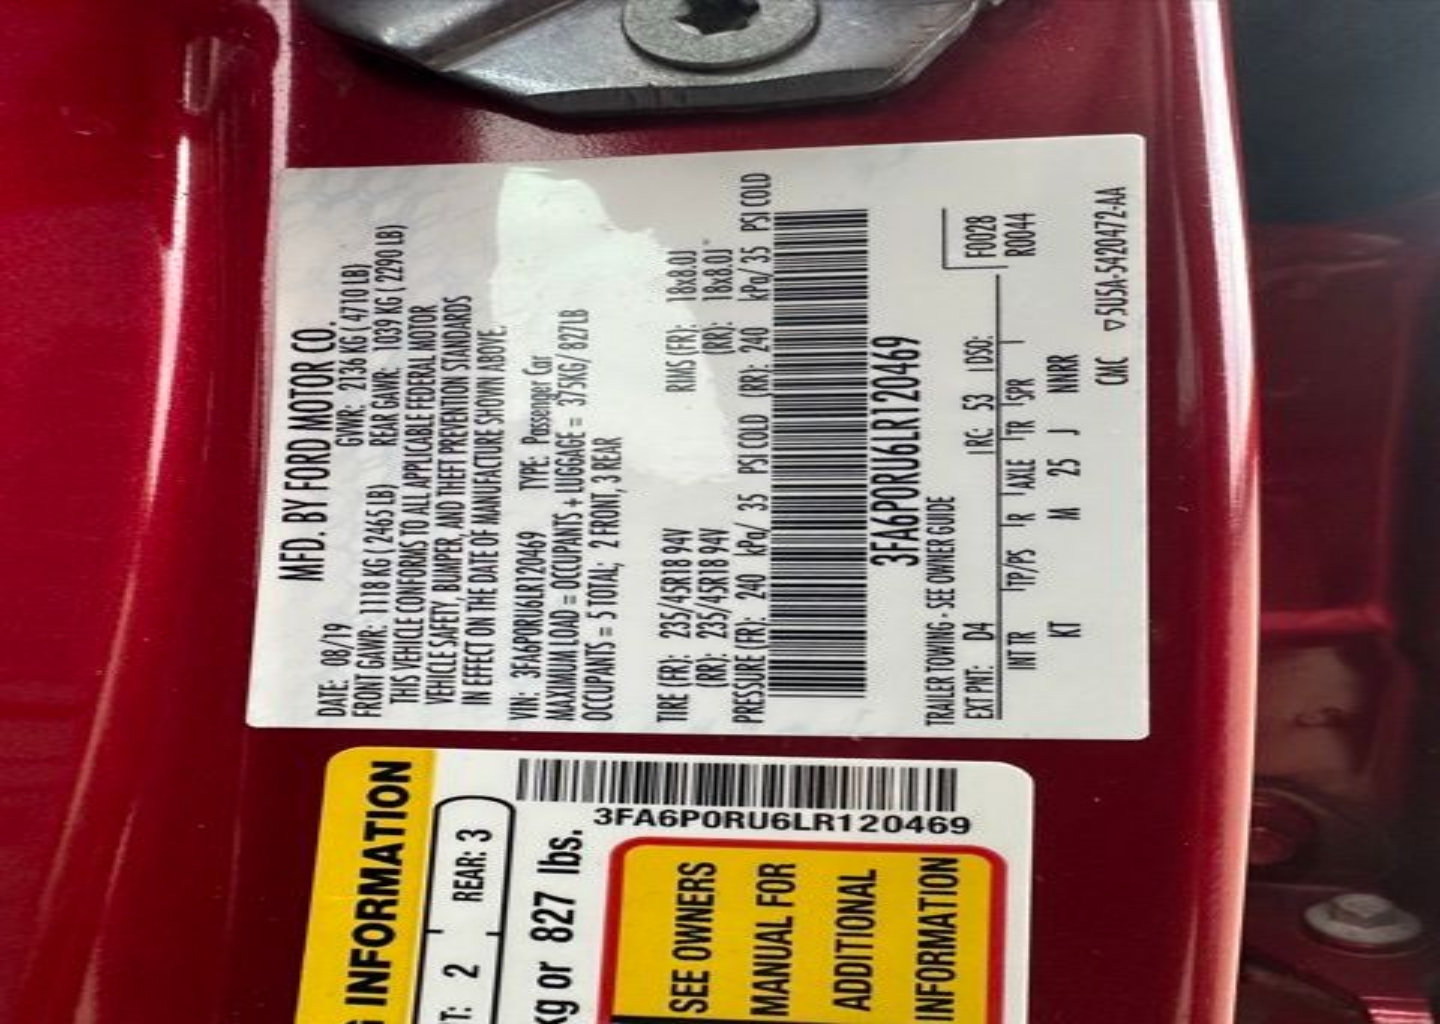 MFD. BY FORD MOTOR CO.
DATE: 08/19 GVWR: 2136 KG ( 4710 LB)
FRONT GAWR: 1118 KG ( 2465 LB) REAR GAWR: 1039 KG ( 2290 LB)
THIS VEHICLE CONFORMS TO ALL APPLICABLE FEDERAL MOTOR
VEHICLE SAFETY, BUMPER, AND THEFT PREVENTION STANDARDS
IN EFFECT ON THE DATE OF MANUFACTURE SHOWN ABOVE.
VIN: 3FA6P0RU6LR120469 TYPE: Passenger Car
MAXIMUM LOAD = OCCUPANTS + LUGGAGE = 375KG/ 827LB
OCCUPANTS = 5 TOTAL; 2 FRONT, 3 REAR
TIRE (FR): 235/45R18 94V RIMS (FR): 18x8.0J
(RR): 235/45R18 94V (RR): 18x8.0J
PRESSURE (FR): 240 kPa/ 35 PSI COLD (RR): 240 kPa/ 35 PSI COLD
3FA6P0RU6LR120469
TRAILER TOWING - SEE OWNER GUIDE
EXT PNT: D4 RC: 53 DSO: F0028
INT TR TP/PS R AXLE TR SPR R0044
KT M 25 J NARR
CMC ▽5U5A-5420472-AA
INFORMATION
2 REAR: 3
3FA6P0RU6LR120469
kg or 827 lbs.
SEE OWNERS
MANUAL FOR
ADDITIONAL
INFORMATION